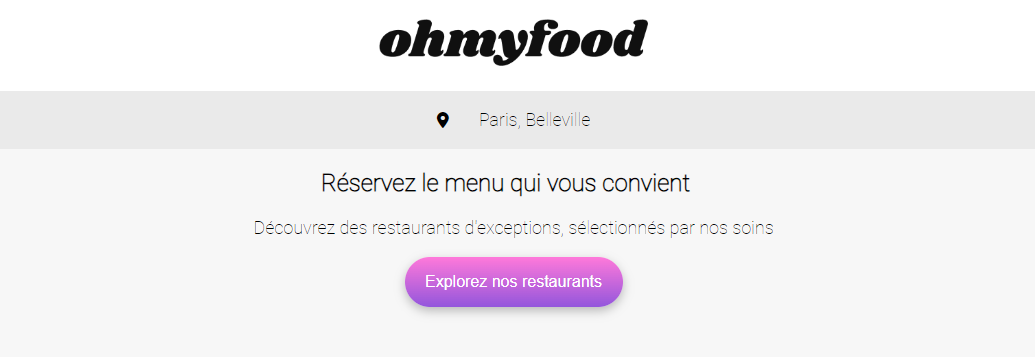 ohmyfood
Paris, Belleville
Réservez le menu qui vous convient
Découvrez des restaurants d'exceptions, sélectionnés par nos soins
Explorez nos restaurants